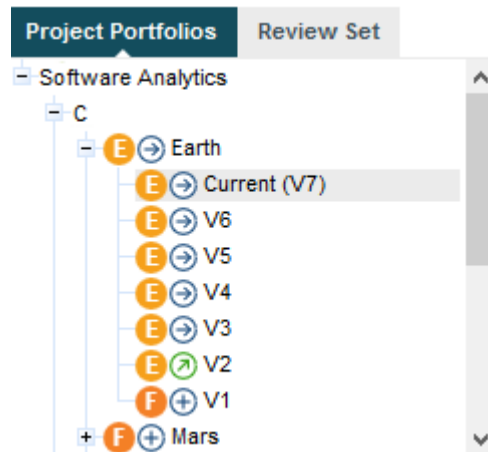 Project Portfolios Review Set
Software Analytics
C
E Earth
E Current (V7)
E V6
E V5
E V4
E V3
E V2
F V1
F Mars